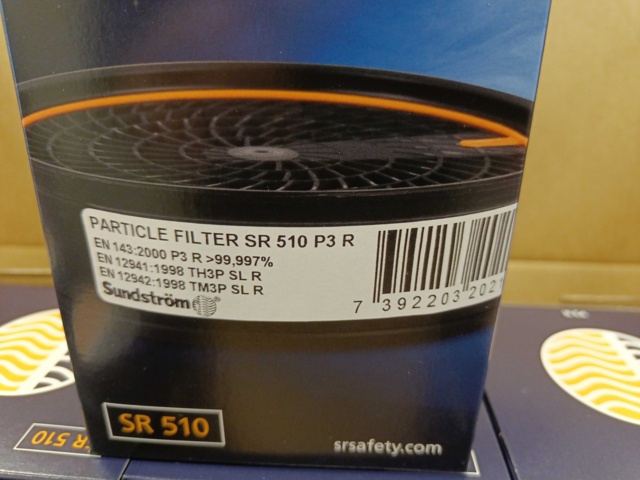 PARTICLE FILTER SR 510 P3 R
EN 143:2000 P3 R >99,997%
EN 12941:1998 TH3P SL R
EN 12942:1998 TM3P SL R
Sundström
7 392203 202
SR 510
srsafety.com
SR 510